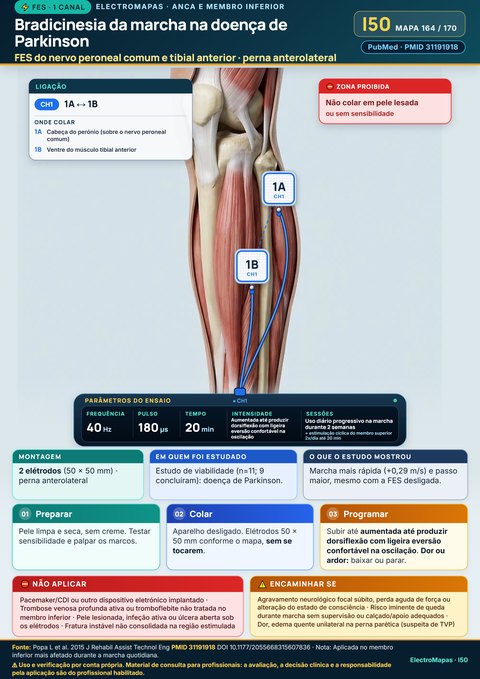 FES · 1 CANAL ELECTROMAPAS · ANCA E MEMBRO INFERIOR
Bradicinesia da marcha na doença de
Parkinson
FES do nervo peroneal comum e tibial anterior · perna anterolateral
I50 MAPA 164 / 170
PubMed · PMID 31191918
LIGAÇÃO
CH1 1A ↔ 1B
ONDE COLAR
1A Cabeça do perónio (sobre o nervo peroneal
comum)
1B Ventre do músculo tibial anterior
ZONA PROIBIDA
Não colar em pele lesada
ou sem sensibilidade
1A
CH1
1B
CH1
CH1
PARÂMETROS DO ENSAIO
FREQUÊNCIA
40 Hz
PULSO
180 µs
TEMPO
20 min
INTENSIDADE
Aumentada até produzir
dorsiflexão com ligeira
eversão confortável na
oscilação
SESSÕES
Uso diário progressivo na marcha
durante 2 semanas
+ estimulação cíclica do membro superior
2x/dia até 20 min
MONTAGEM
2 elétrodos (50 × 50 mm) ·
perna anterolateral
EM QUEM FOI ESTUDADO
Estudo de viabilidade (n=11; 9
concluíram): doença de Parkinson.
O QUE O ESTUDO MOSTROU
Marcha mais rápida (+0,29 m/s) e passo
maior, mesmo com a FES desligada.
01 Preparar
Pele limpa e seca, sem creme. Testar
sensibilidade e palpar os marcos.
02 Colar
Aparelho desligado. Elétrodos 50 ×
50 mm conforme o mapa, sem se
tocarem.
03 Programar
Subir até aumentada até produzir
dorsiflexão com ligeira eversão
confortável na oscilação. Dor ou
ardor: baixar ou parar.
NÃO APLICAR
Pacemaker/CDI ou outro dispositivo eletrónico implantado ·
Trombose venosa profunda ativa ou tromboflebite não tratada no
membro inferior · Pele lesionada, infeção ativa ou úlcera aberta sob
os elétrodos · Fratura instável não consolidada na região estimulada
ENCAMINHAR SE
Agravamento neurológico focal súbito, perda aguda de força ou
alteração do estado de consciência · Risco iminente de queda
durante marcha sem supervisão ou calçado/apoio adequados ·
Dor, edema quente unilateral na perna parética (suspeita de TVP)
Fonte: Popa L et al. 2015 J Rehabil Assist Technol Eng PMID 31191918 DOI 10.1177/2055668315607836 · Nota: Aplicada no membro
inferior mais afetado durante a marcha quotidiana.
⚠ Uso e verificação por conta própria. Material de consulta para profissionais: a avaliação, a decisão clínica e a responsabilidade
pela aplicação são do profissional habilitado.
ElectroMapas · I50